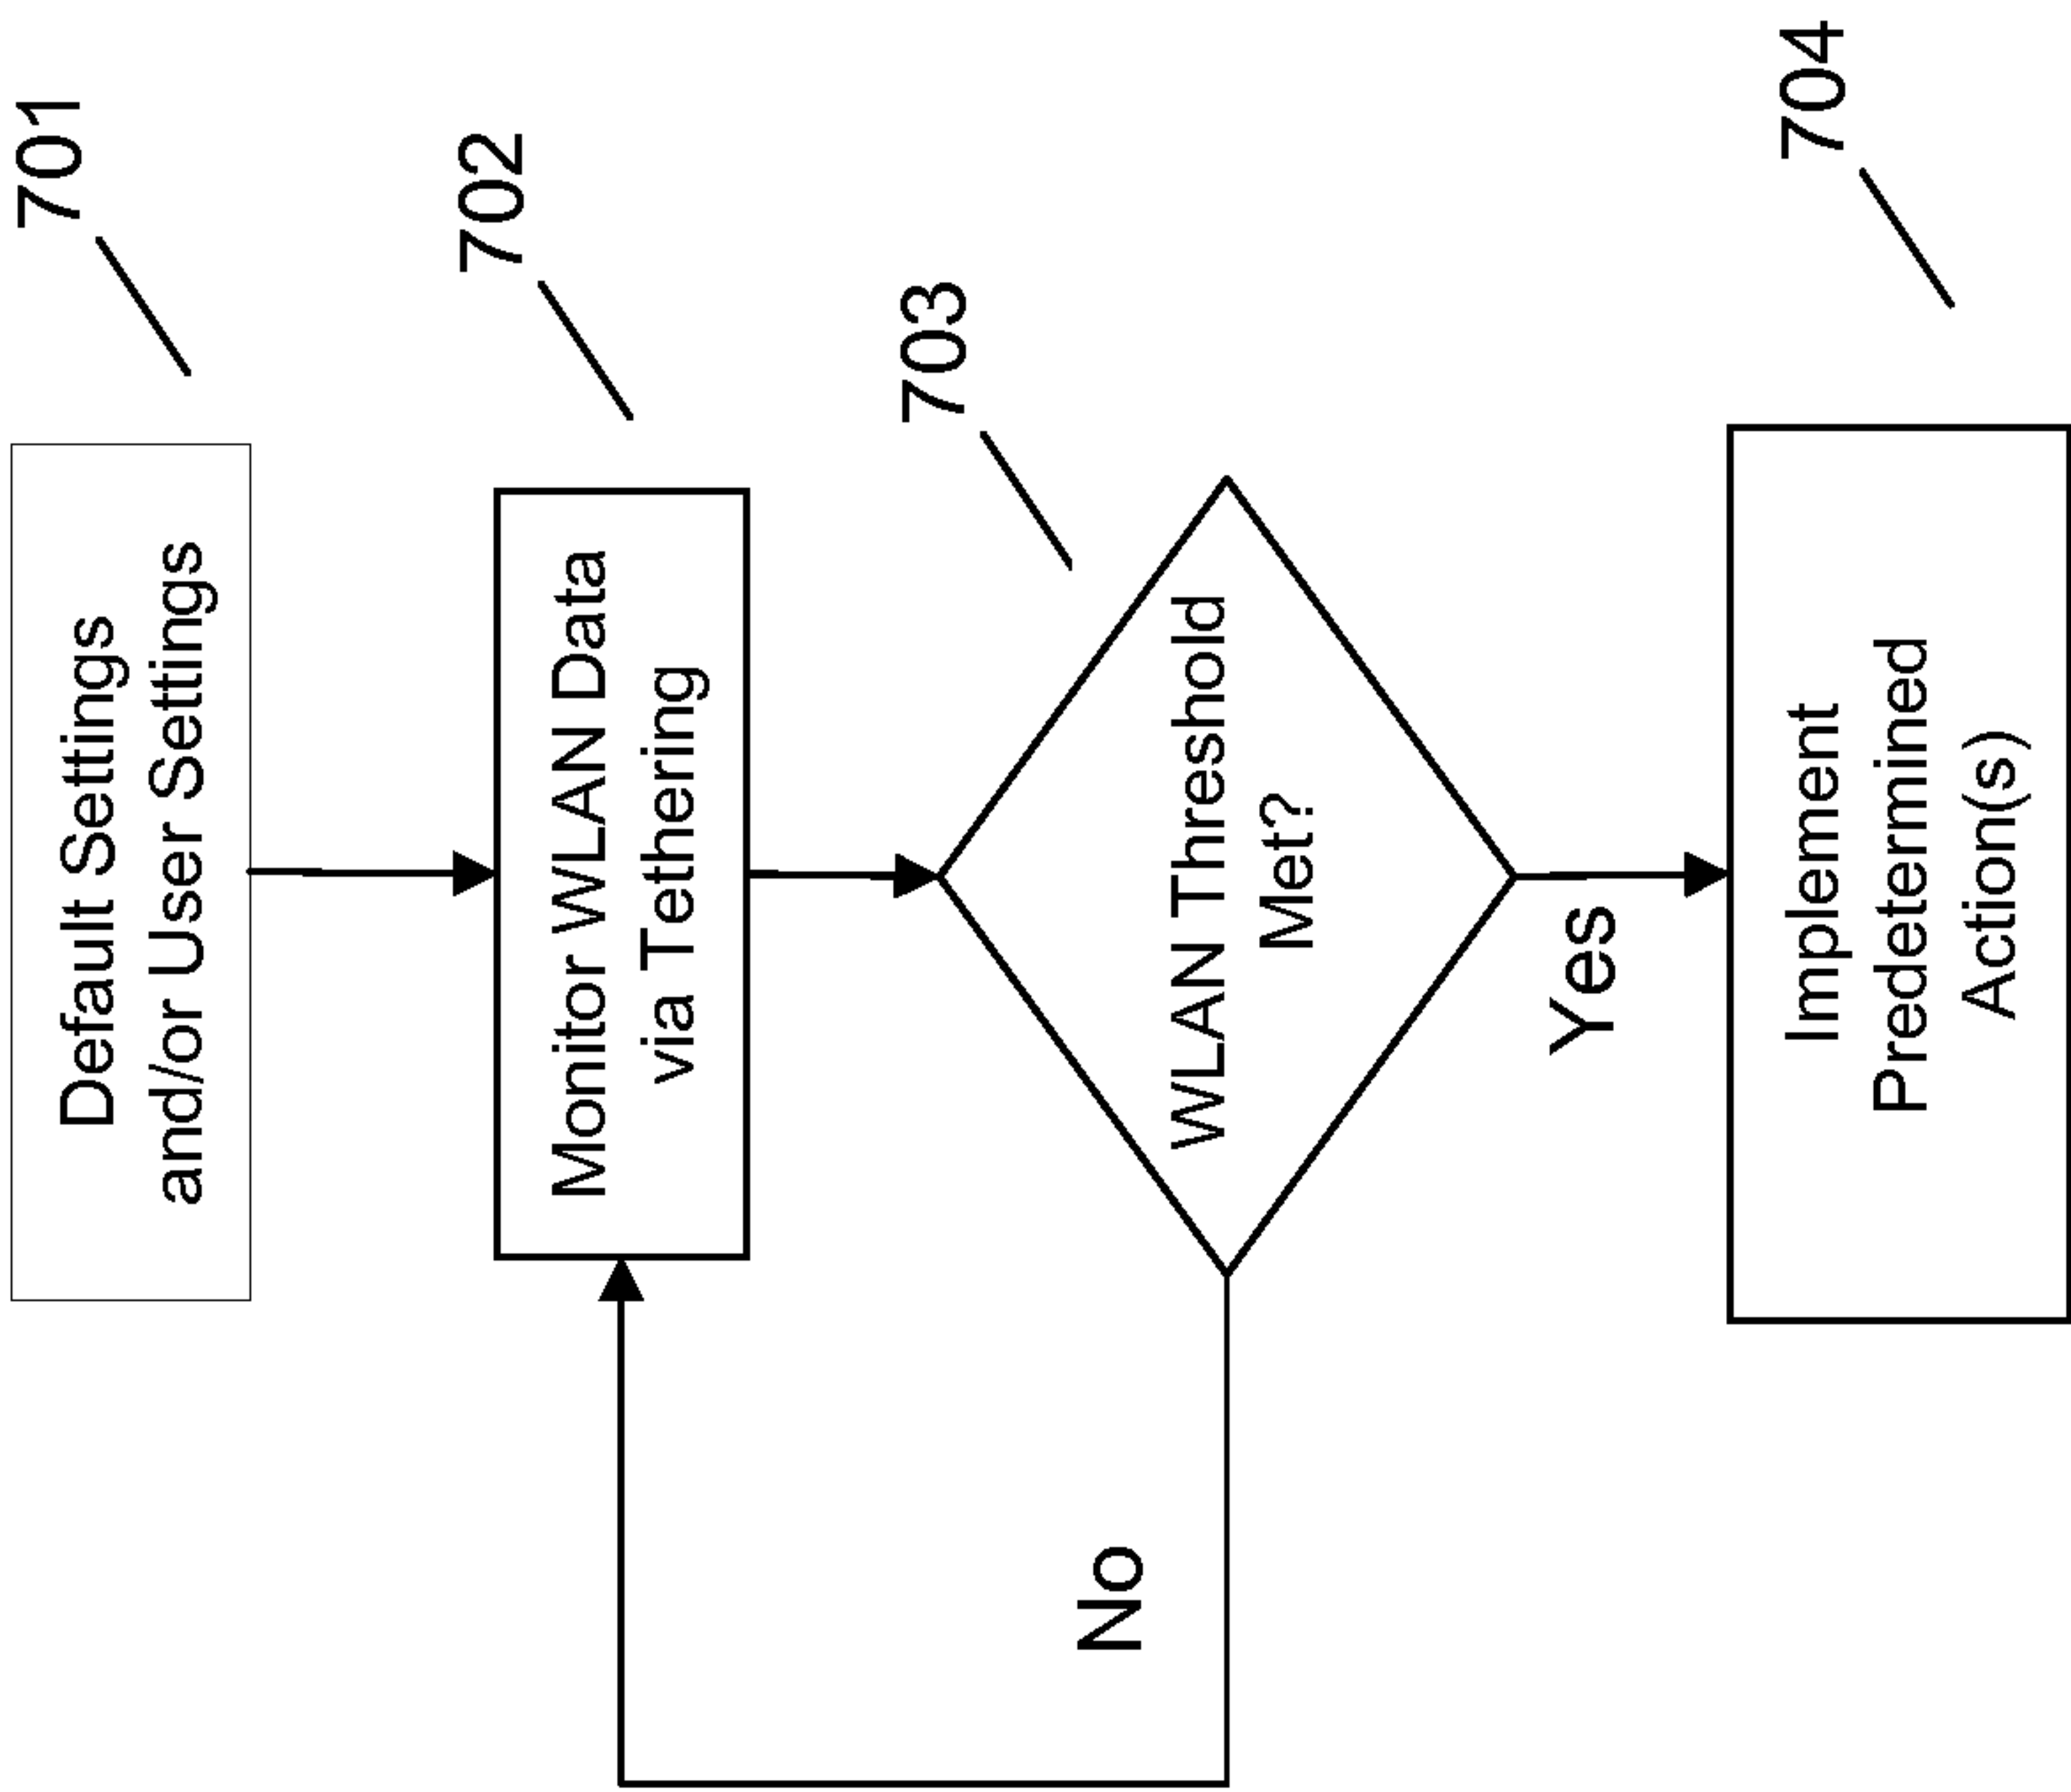 701
Default Settings
and/or User Settings
702
Monitor WLAN Data
via Tethering
703
WLAN Threshold
Met?
No
Yes
704
Implement
Predetermined
Action(s)